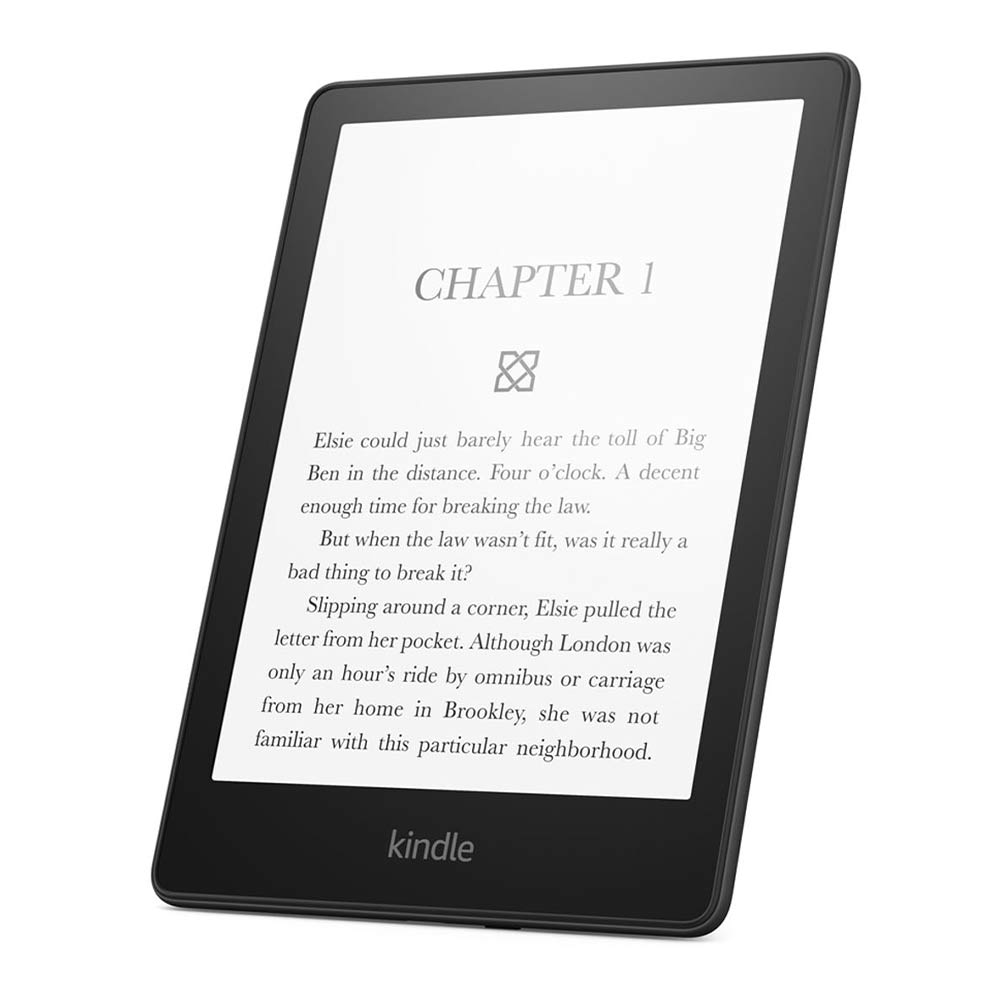 CHAPTER 1
Elsie could just barely hear the toll of Big
Ben in the distance. Four o’clock. A decent
enough time for breaking the law.
But when the law wasn’t fit, was it really a
bad thing to break it?
Slipping around a corner, Elsie pulled the
letter from her pocket. Although London was
only an hour’s ride by omnibus or carriage
from her home in Brookley, she was not
familiar with this particular neighborhood.
kindle